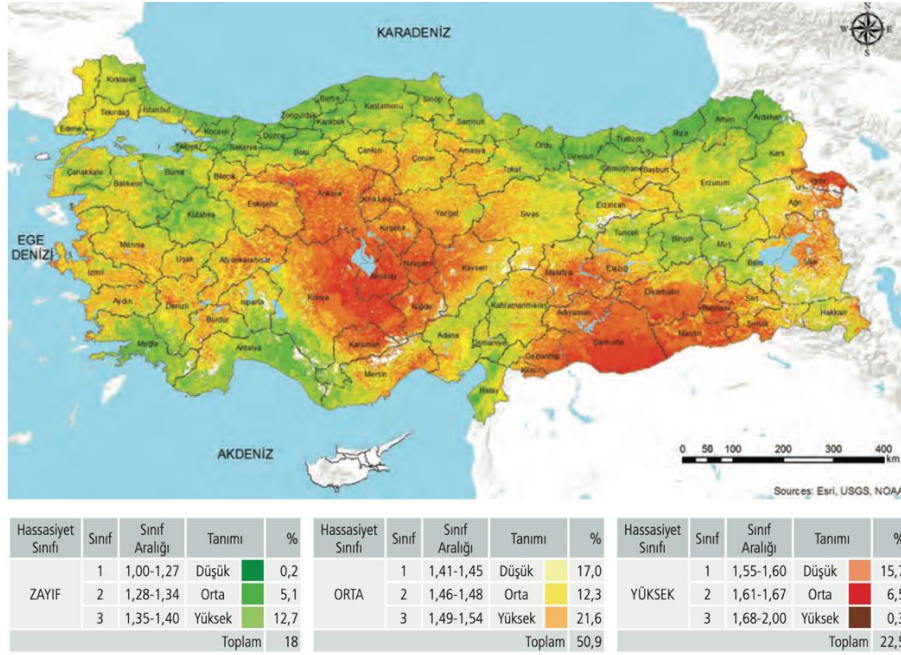 KARADENİZ
N
W
E
S
Kırklareli
Tekirdağ
İstanbul
Edirne
Kocaeli
Yalova
Sakarya
Düzce
Zonguldak
Bartın
Karabük
Kastamonu
Sinop
Samsun
Bolu
Çankırı
Çorum
Amasya
Tokat
Ordu
Giresun
Trabzon
Rize
Artvin
Ardahan
Gümüşhane
Bayburt
Kars
Çanakkale
Balıkesir
Bursa
Bilecik
Kütahya
Eskişehir
Ankara
Kırıkkale
Kırşehir
Yozgat
Sivas
Erzincan
Erzurum
Ağrı
Iğdır
EGE
DENİZİ
Manisa
İzmir
Uşak
Afyonkarahisar
Aydın
Denizli
Burdur
Isparta
Konya
Aksaray
Nevşehir
Niğde
Kayseri
Malatya
Elazığ
Tunceli
Bingöl
Muş
Bitlis
Van
Muğla
Antalya
Karaman
Mersin
Adana
Osmaniye
Kahramanmaraş
Adıyaman
Diyarbakır
Batman
Siirt
Hakkari
Şırnak
Mardin
Şanlıurfa
Gaziantep
Kilis
Hatay
AKDENİZ
0 50 100 200 300 400
km
Sources: Esri, USGS, NOAA
Hassasiyet Sınıfı Sınıf Sınıf Aralığı Tanımı %
ZAYIF
1 1,00-1,27 Düşük 0,2
2 1,28-1,34 Orta 5,1
3 1,35-1,40 Yüksek 12,7
Toplam 18
Hassasiyet Sınıfı Sınıf Sınıf Aralığı Tanımı %
ORTA
1 1,41-1,45 Düşük 17,0
2 1,46-1,48 Orta 12,3
3 1,49-1,54 Yüksek 21,6
Toplam 50,9
Hassasiyet Sınıfı Sınıf Sınıf Aralığı Tanımı %
YÜKSEK
1 1,55-1,60 Düşük 15,7
2 1,61-1,67 Orta 6,5
3 1,68-2,00 Yüksek 0,3
Toplam 22,5